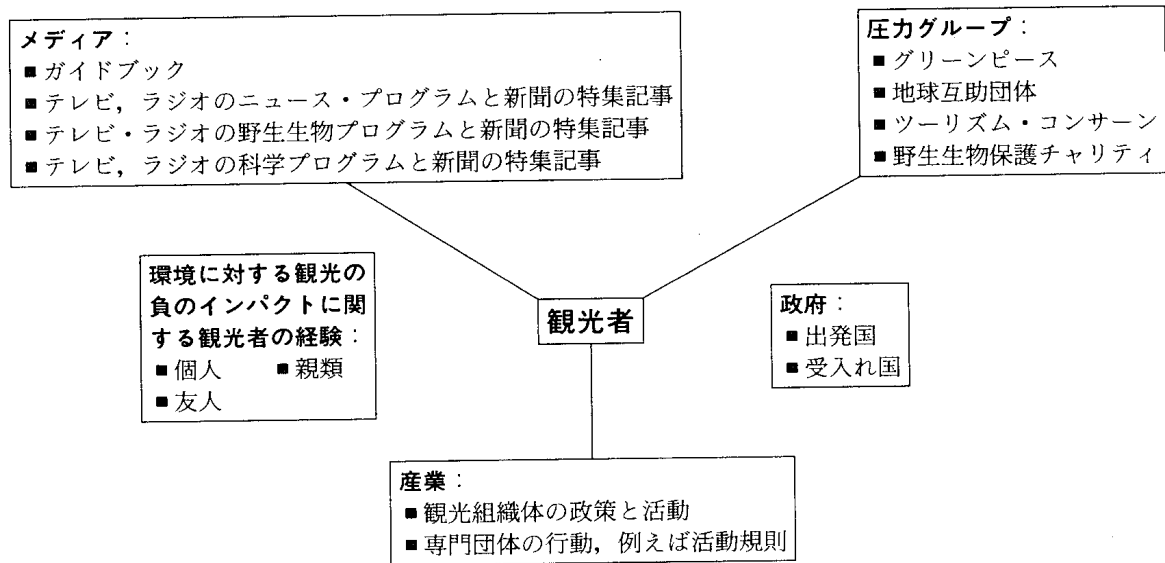 メディア：
■ ガイドブック
■ テレビ，ラジオのニュース・プログラムと新聞の特集記事
■ テレビ・ラジオの野生生物プログラムと新聞の特集記事
■ テレビ，ラジオの科学プログラムと新聞の特集記事
圧力グループ：
■ グリーンピース
■ 地球互助団体
■ ツーリズム・コンサーン
■ 野生生物保護チャリティ
環境に対する観光の
負のインパクトに関
する観光者の経験：
■ 個人 ■ 親類
■ 友人
観光者
政府：
■ 出発国
■ 受入れ国
産業：
■ 観光組織体の政策と活動
■ 専門団体の行動，例えば活動規則